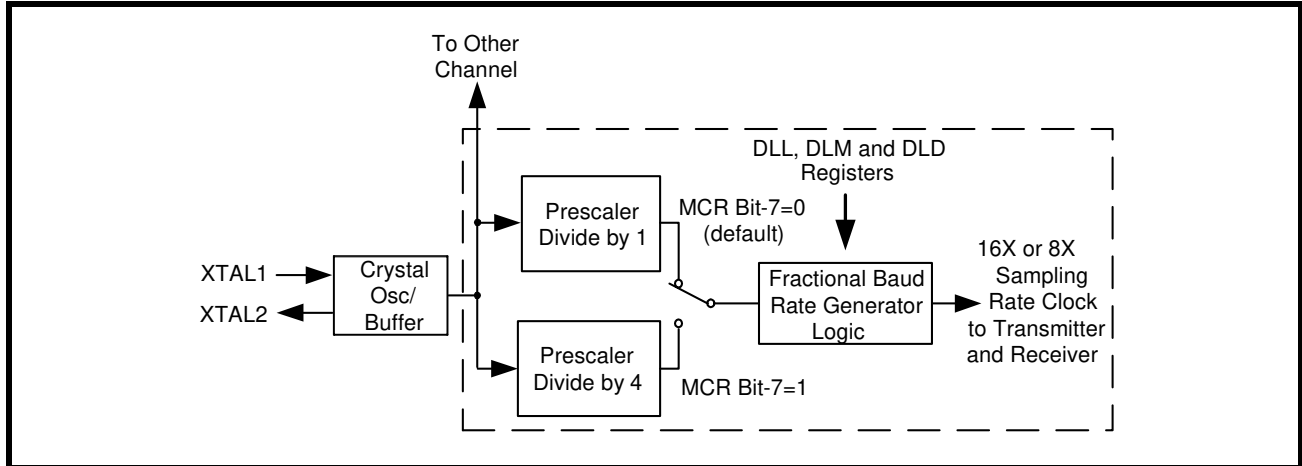 To Other
Channel
DLL, DLM and DLD
Registers
Prescaler
Divide by 1
MCR Bit-7=0
(default)
XTAL1
XTAL2
Crystal
Osc/
Buffer
Fractional Baud
Rate Generator
Logic
16X or 8X
Sampling
Rate Clock
to Transmitter
and Receiver
Prescaler
Divide by 4
MCR Bit-7=1